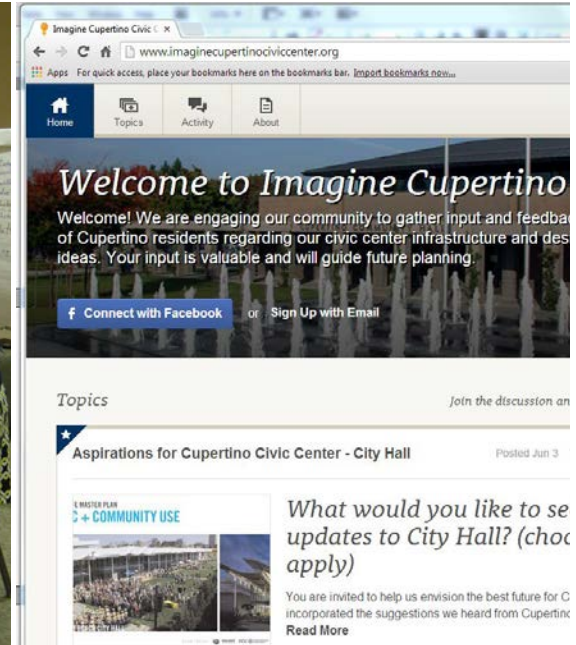 Imagine Cupertino Civic C
www.imaginecupertinociviccenter.org
Apps For quick access, place your bookmarks here on the bookmarks bar. Import bookmarks now...
Home Topics Activity About
Welcome to Imagine Cupertino
Welcome! We are engaging our community to gather input and feedbac
of Cupertino residents regarding our civic center infrastructure and des
ideas. Your input is valuable and will guide future planning.
f Connect with Facebook or Sign Up with Email
Topics
Join the discussion an
Aspirations for Cupertino Civic Center - City Hall
Posted Jun 3
E MASTER PLAN
C + COMMUNITY USE
What would you like to se
updates to City Hall? (choo
apply)
You are invited to help us envision the best future for C
incorporated the suggestions we heard from Cupertino
Read More